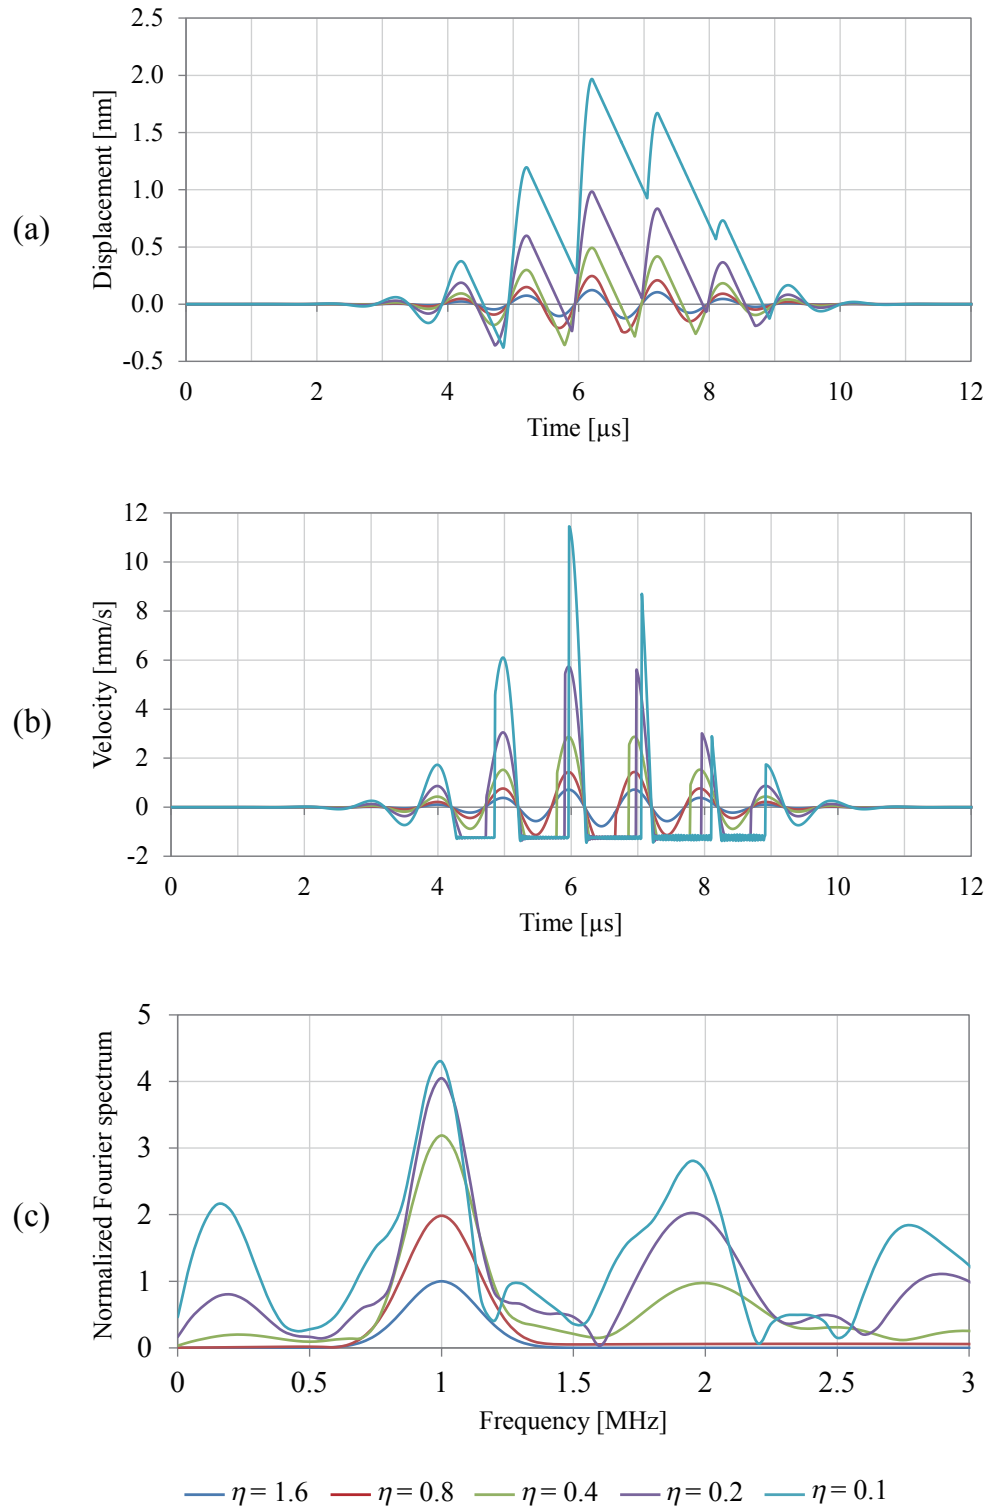 (a)
Displacement [nm]
2.5
2.0
1.5
1.0
0.5
0.0
-0.5
0 2 4 6 8 10 12
Time [µs]
(b)
Velocity [mm/s]
12
10
8
6
4
2
0
-2
0 2 4 6 8 10 12
Time [µs]
(c)
Normalized Fourier spectrum
5
4
3
2
1
0
0 0.5 1 1.5 2 2.5 3
Frequency [MHz]
η = 1.6 η = 0.8 η = 0.4 η = 0.2 η = 0.1